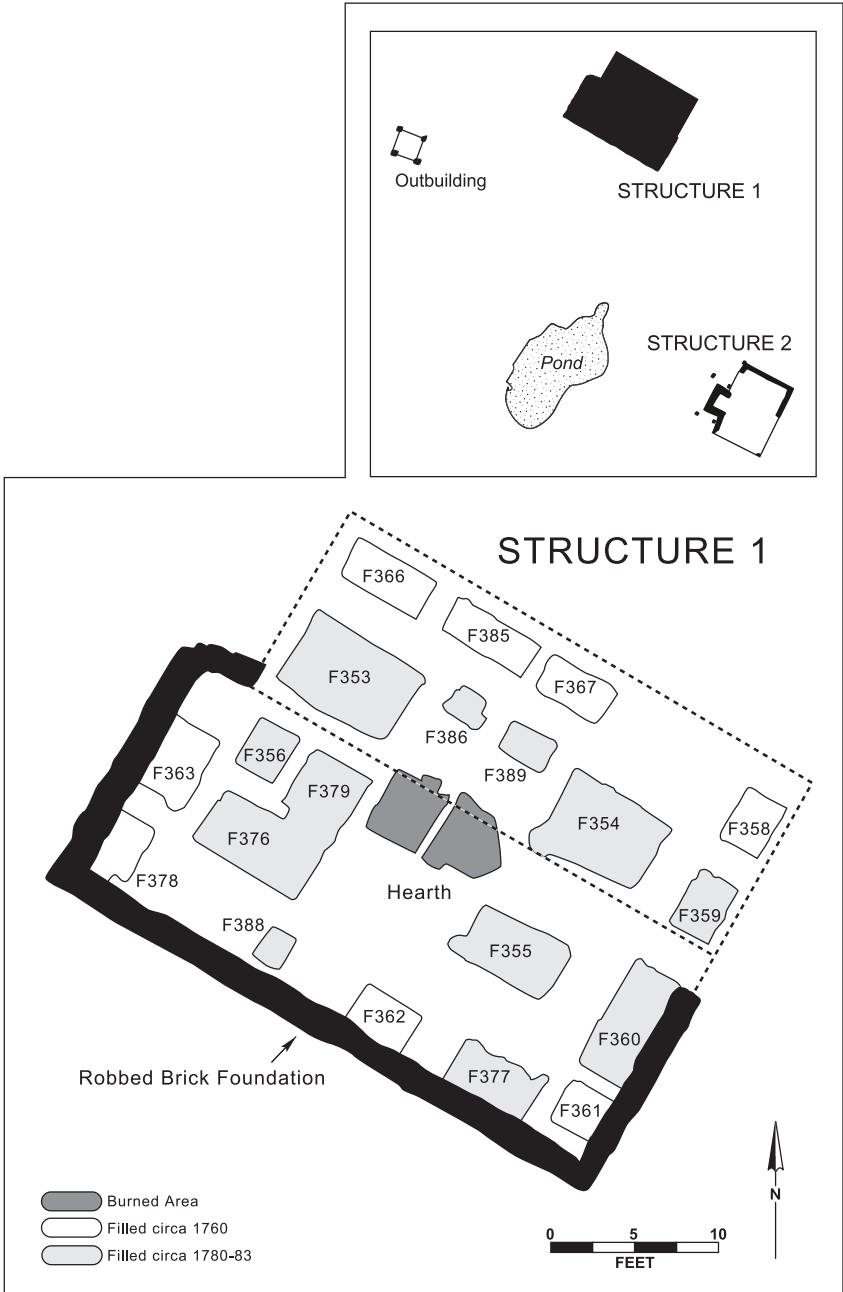 Outbuilding
STRUCTURE 1
STRUCTURE 2
Pond
STRUCTURE 1
F366
F385
F353
F367
F386
F356
F363
F379
F389
F354
F376
F358
F378
Hearth
F359
F388
F355
F362
F360
F377
Robbed Brick Foundation
F361
N
Burned Area
Filled circa 1760
Filled circa 1780-83
0 5 10
FEET